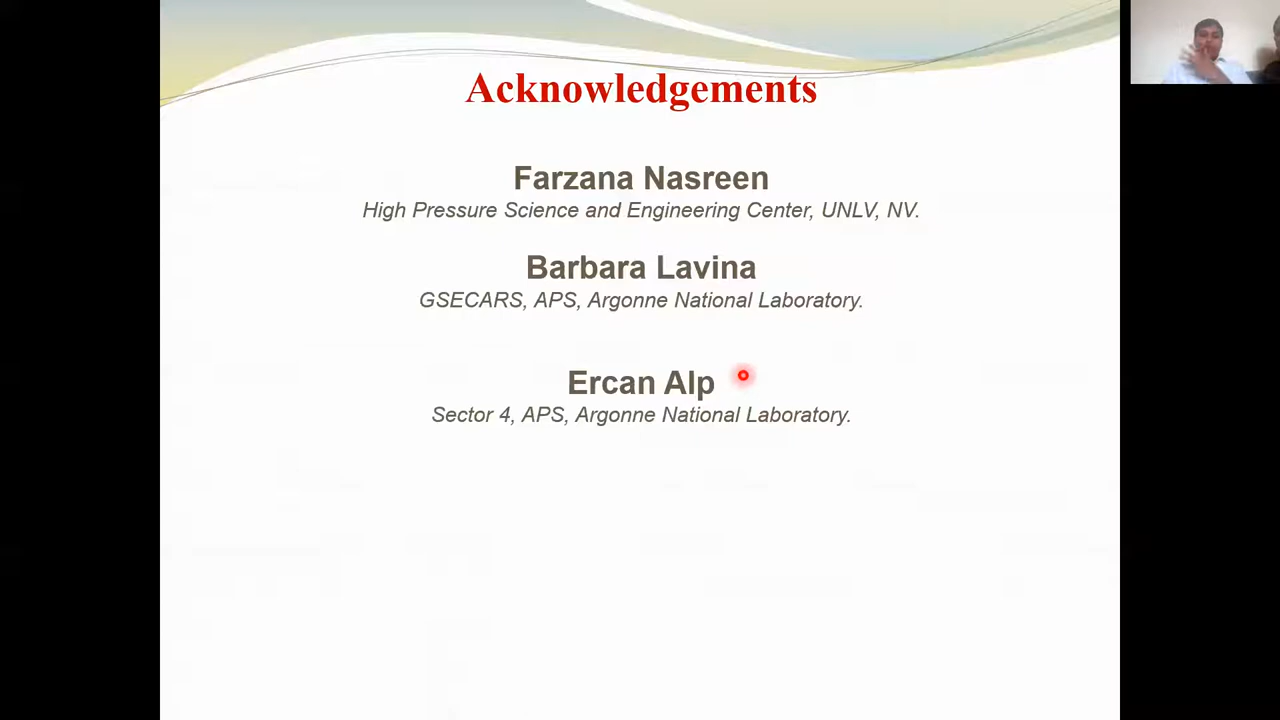 Acknowledgements
Farzana Nasreen
High Pressure Science and Engineering Center, UNLV, NV.
Barbara Lavina
GSECARS, APS, Argonne National Laboratory.
Ercan Alp
Sector 4, APS, Argonne National Laboratory.